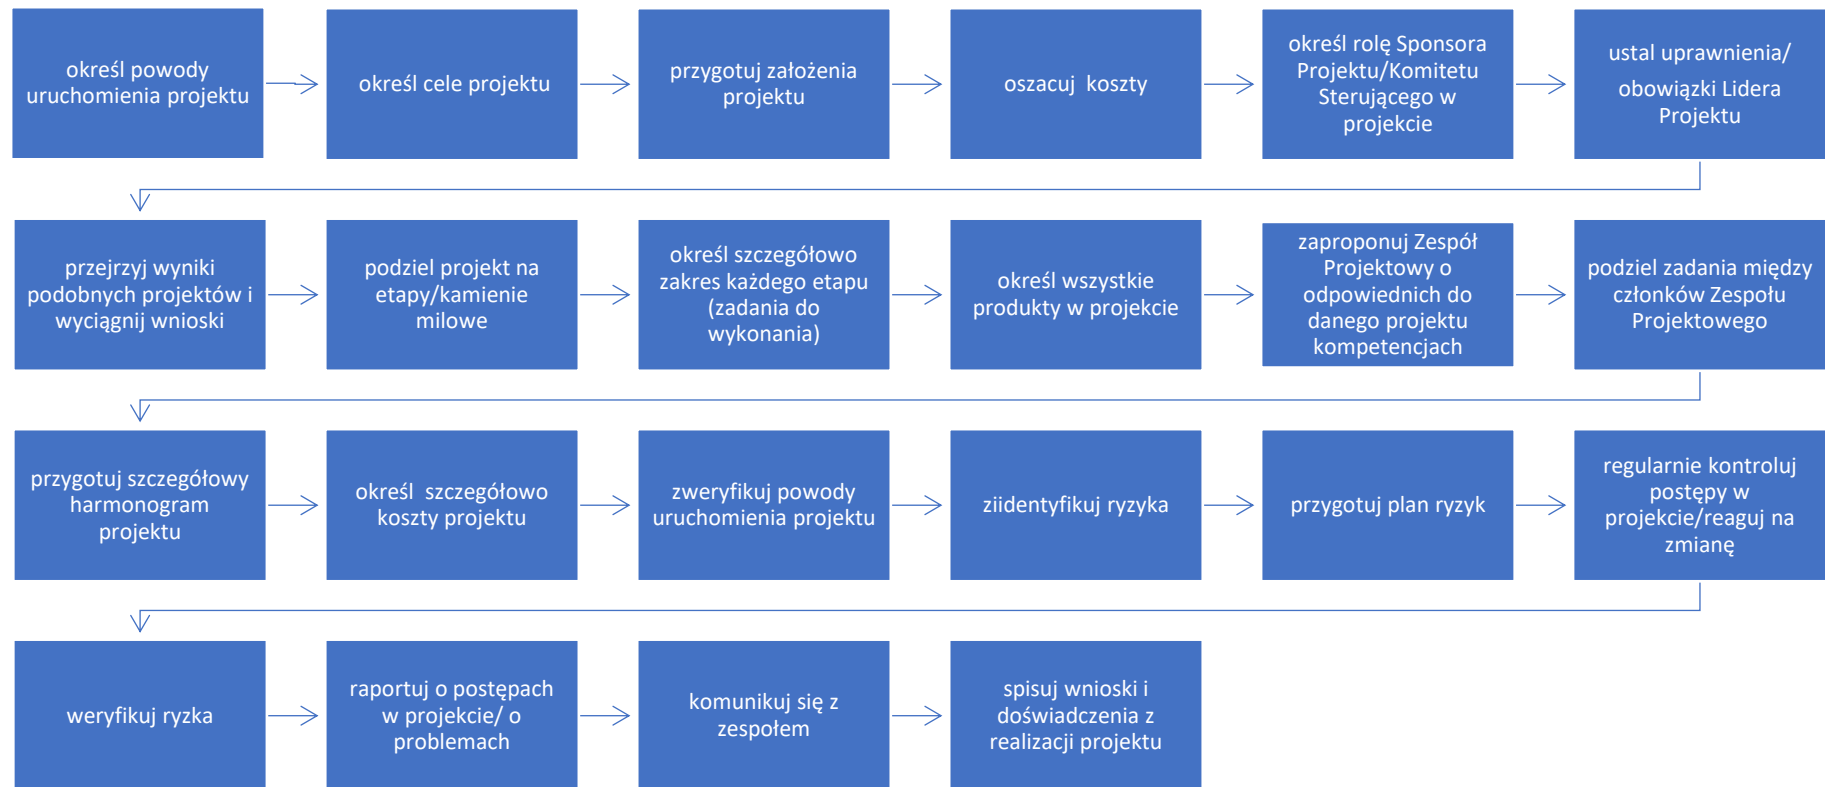 określ powody
uruchomienia projektu
określ cele projektu
przygotuj założenia
projektu
oszacuj koszty
określ rolę Sponsora
Projektu/Komitetu
Sterującego w
projekcie
ustal uprawnienia/
obowiązki Lidera
Projektu
przejrzyj wyniki
podobnych projektów i
wyciągnij wnioski
podziel projekt na
etapy/kamienie
milowe
określ szczegółowo
zakres każdego etapu
(zadania do
wykonania)
określ wszystkie
produkty w projekcie
zaproponuj Zespół
Projektowy o
odpowiednich do
danego projektu
kompetencjach
podziel zadania między
członków Zespołu
Projektowego
przygotuj szczegółowy
harmonogram
projektu
określ szczegółowo
koszty projektu
zweryfikuj powody
uruchomienia projektu
ziidentyfikuj ryzyka
przygotuj plan ryzyk
regularnie kontroluj
postępy w
projekcie/reaguj na
zmianę
weryfikuj ryzka
raportuj o postępach
w projekcie/ o
problemach
komunikuj się z
zespołem
spisuj wnioski i
doświadczenia z
realizacji projektu